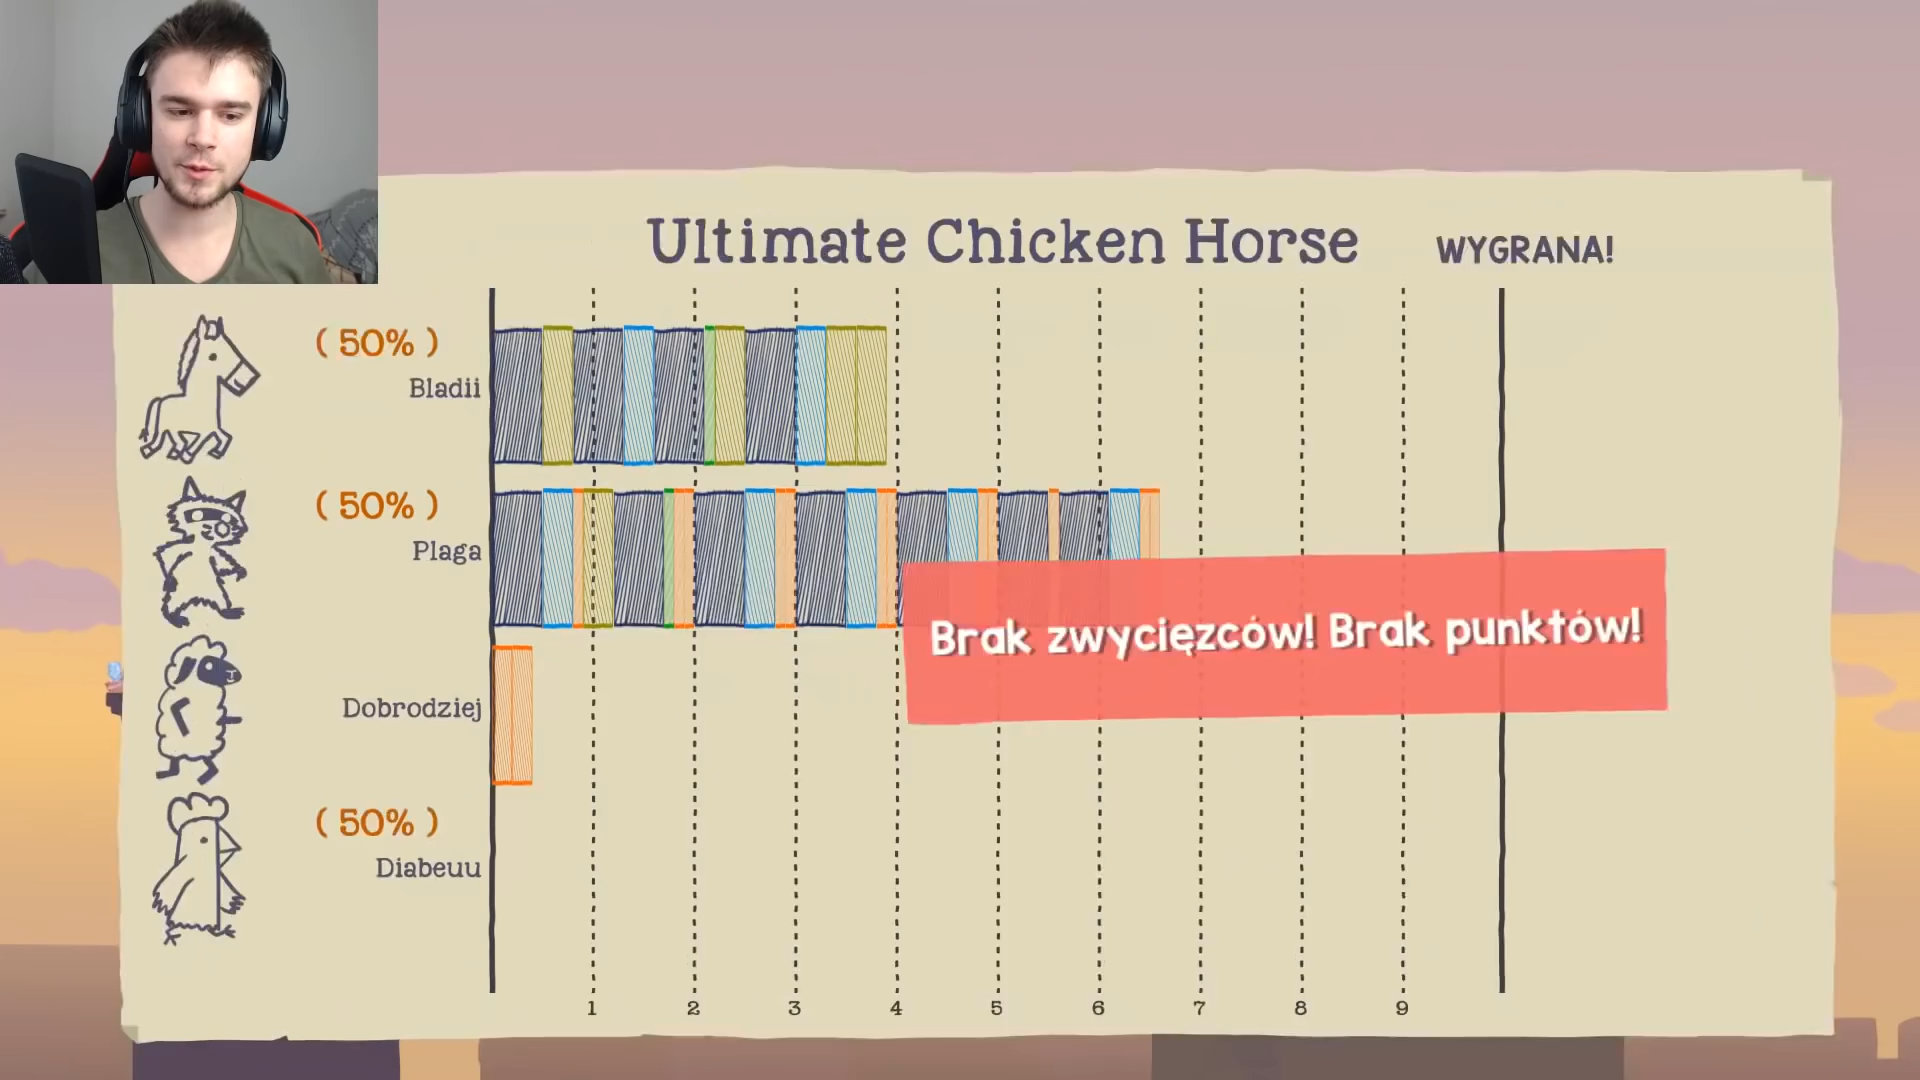 Ultimate Chicken Horse
WYGRANA!
( 50% )
Bladii
( 50% )
Plaga
Brak zwycięzców! Brak punktów!
Dobrodziej
( 50% )
Diabeuu
1 2 3 4 5 6 7 8 9